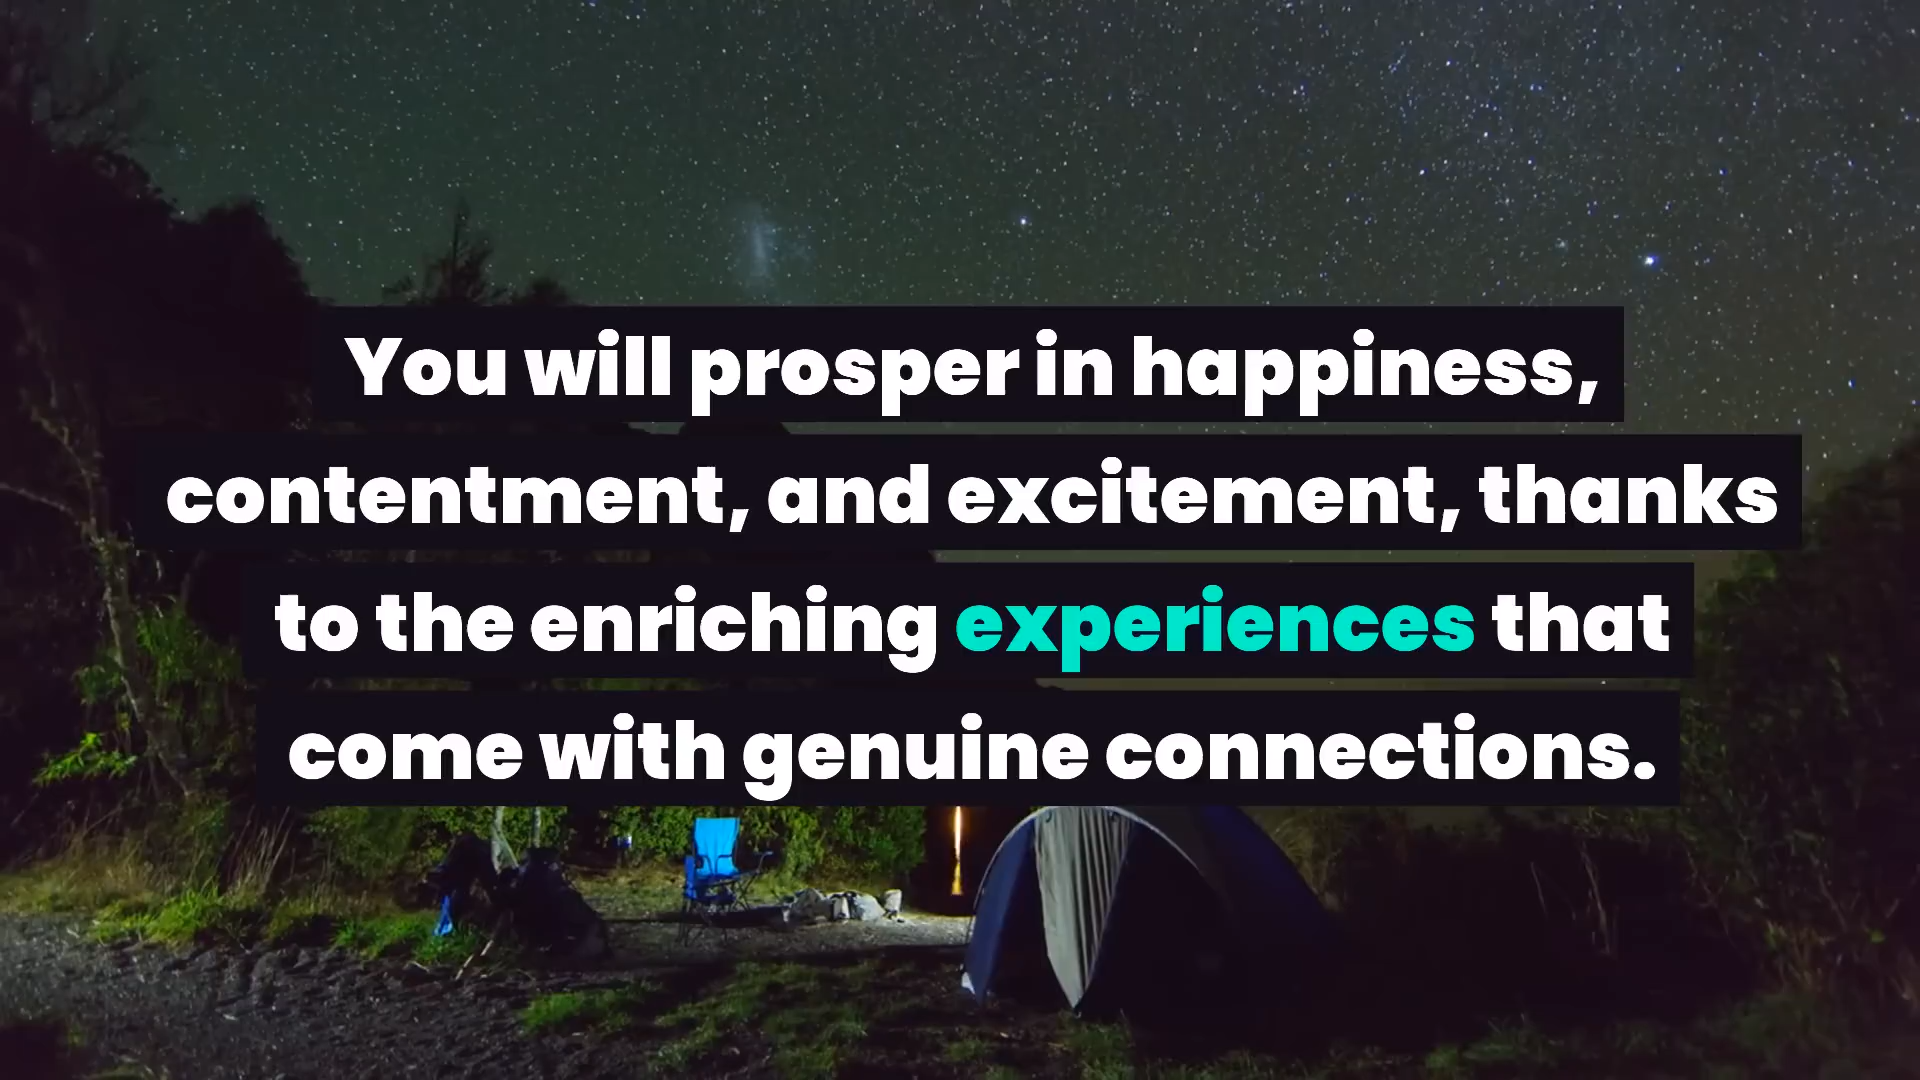 You will prosper in happiness,
contentment, and excitement, thanks
to the enriching experiences that
come with genuine connections.